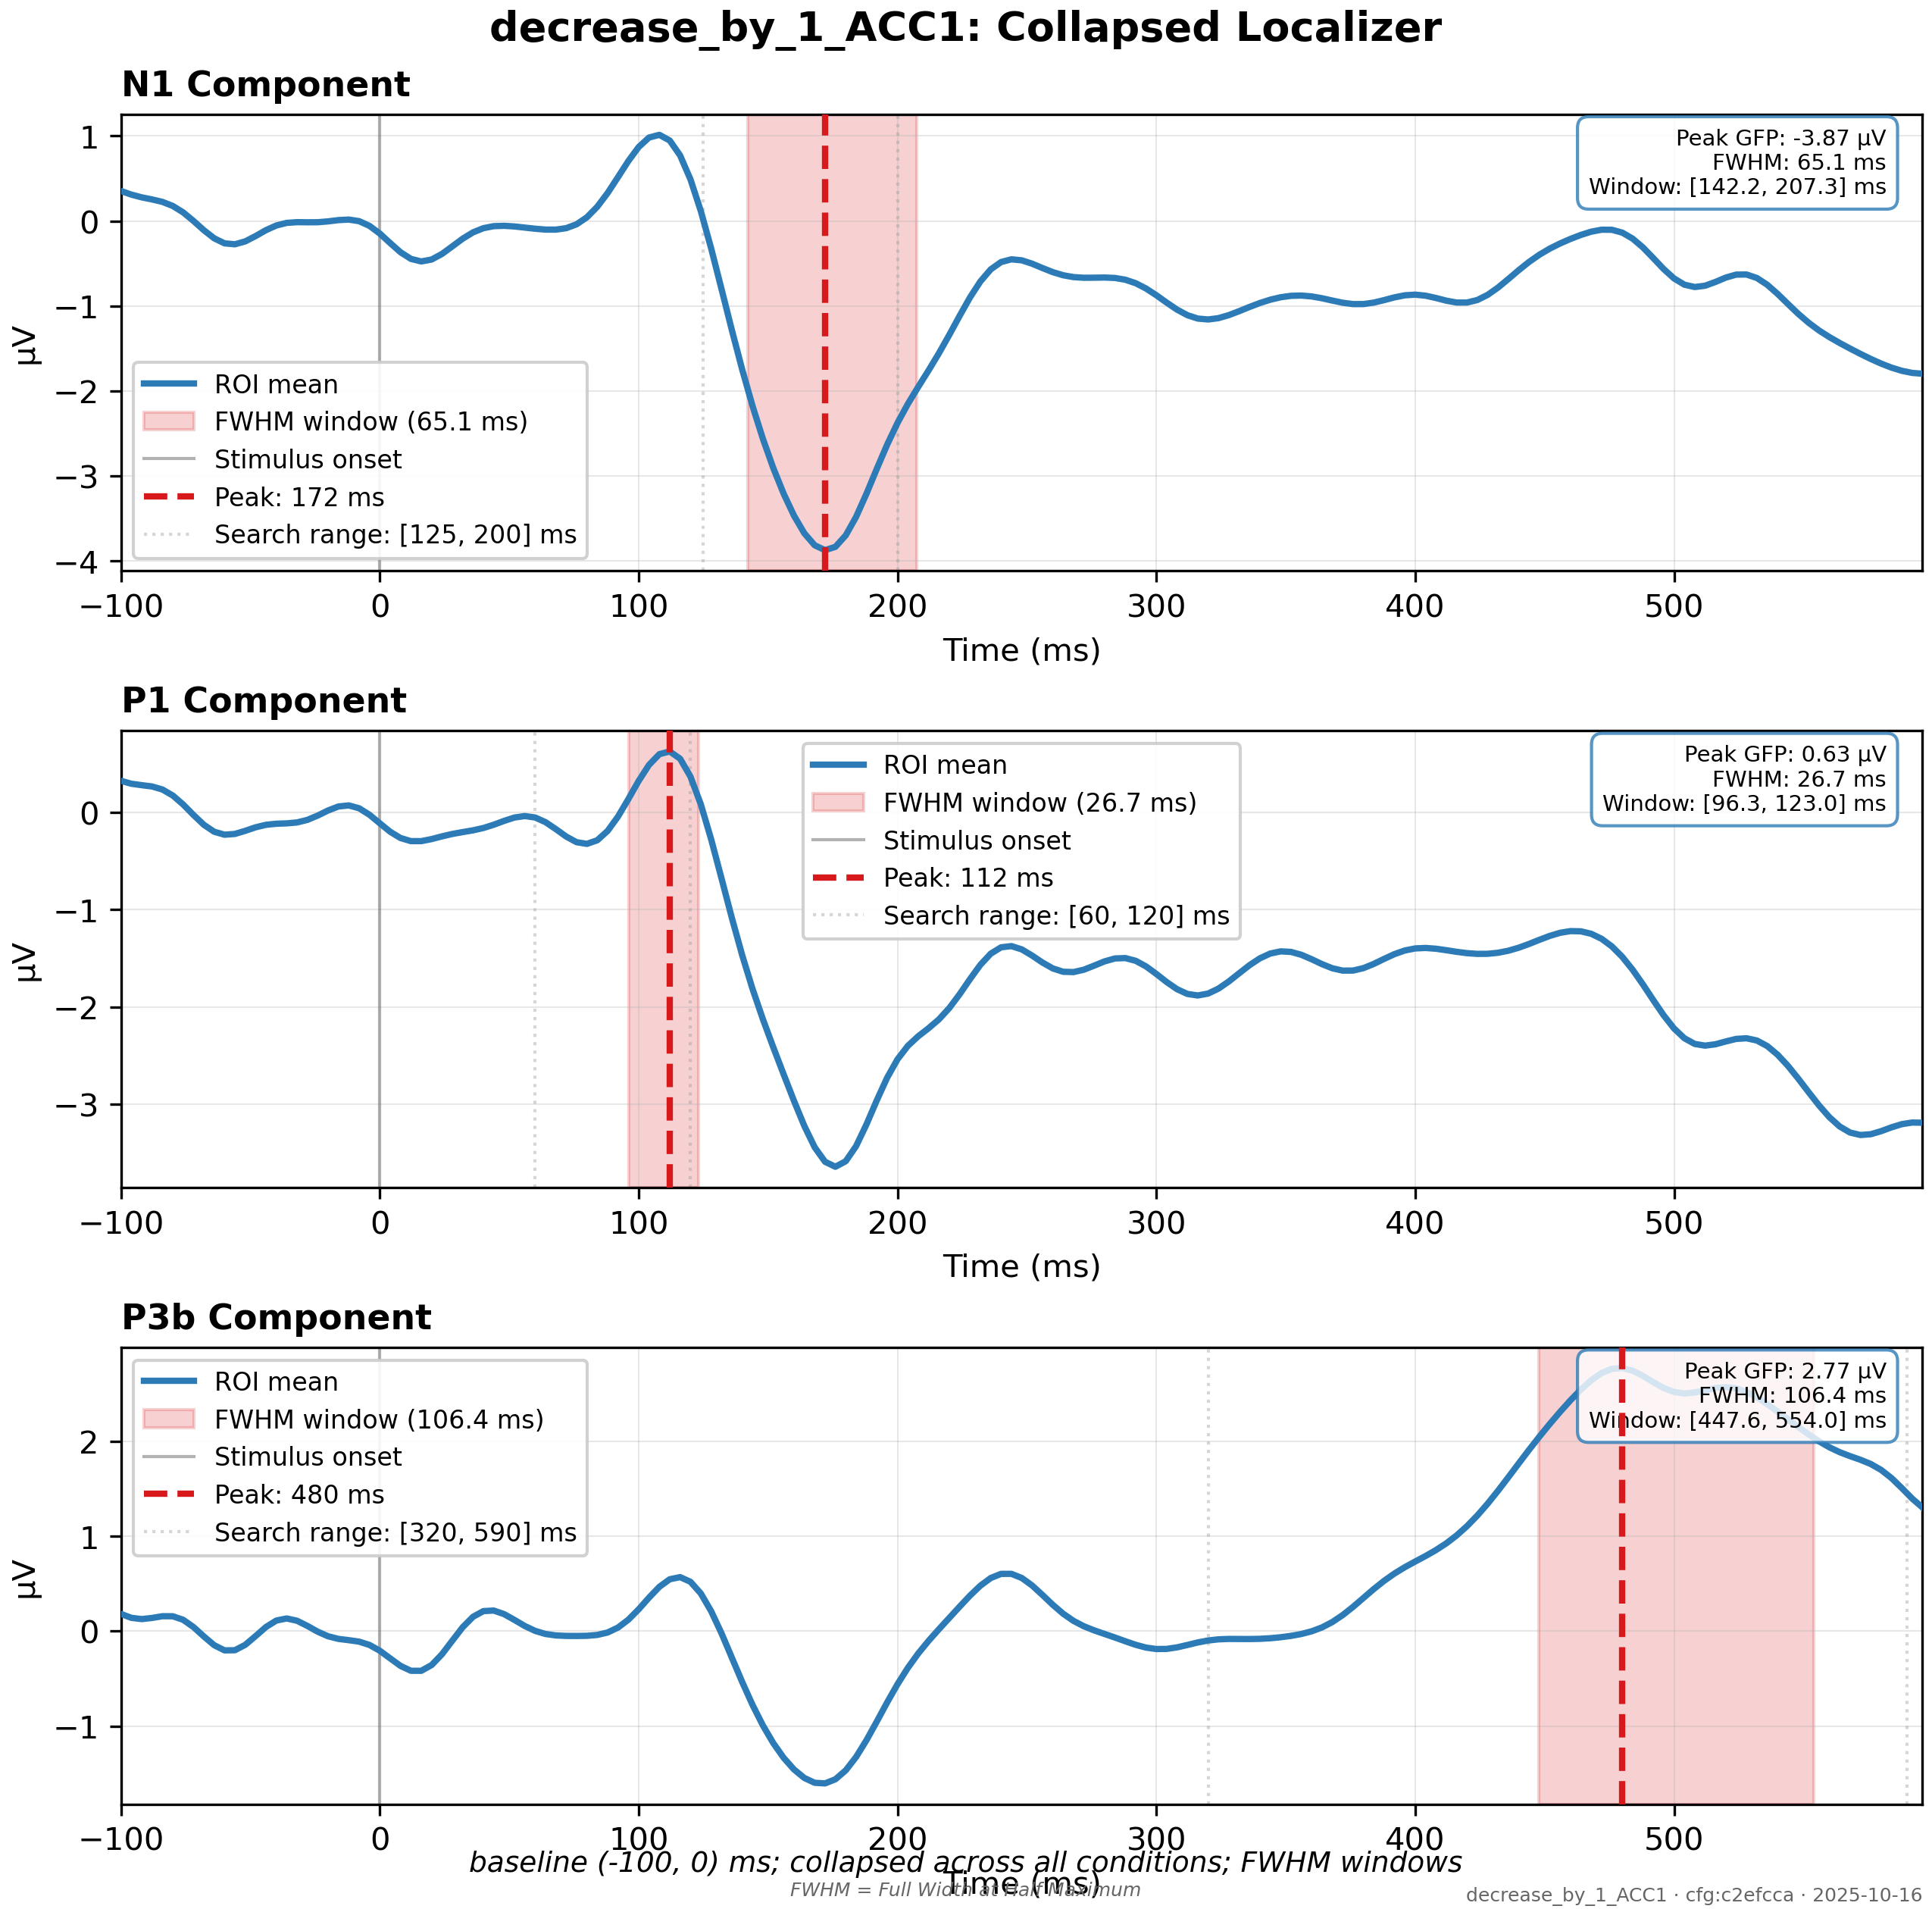 decrease_by_1_ACC1: Collapsed Localizer
N1 Component
1
0
−1
−2
−3
−4
µV
Peak GFP: -3.87 µV
FWHM: 65.1 ms
Window: [142.2, 207.3] ms
ROI mean
FWHM window (65.1 ms)
Stimulus onset
Peak: 172 ms
Search range: [125, 200] ms
−100 0 100 200 300 400 500
Time (ms)
P1 Component
0
−1
−2
−3
µV
ROI mean
FWHM window (26.7 ms)
Stimulus onset
Peak: 112 ms
Search range: [60, 120] ms
Peak GFP: 0.63 µV
FWHM: 26.7 ms
Window: [96.3, 123.0] ms
−100 0 100 200 300 400 500
Time (ms)
P3b Component
2
1
0
−1
µV
ROI mean
FWHM window (106.4 ms)
Stimulus onset
Peak: 480 ms
Search range: [320, 590] ms
Peak GFP: 2.77 µV
FWHM: 106.4 ms
Window: [447.6, 554.0] ms
−100 0 100 200 300 400 500
baseline (-100, 0) ms; collapsed across all conditions; FWHM windows
Time (ms)
FWHM = Full Width at Half Maximum
decrease_by_1_ACC1 · cfg:c2efcca · 2025-10-16